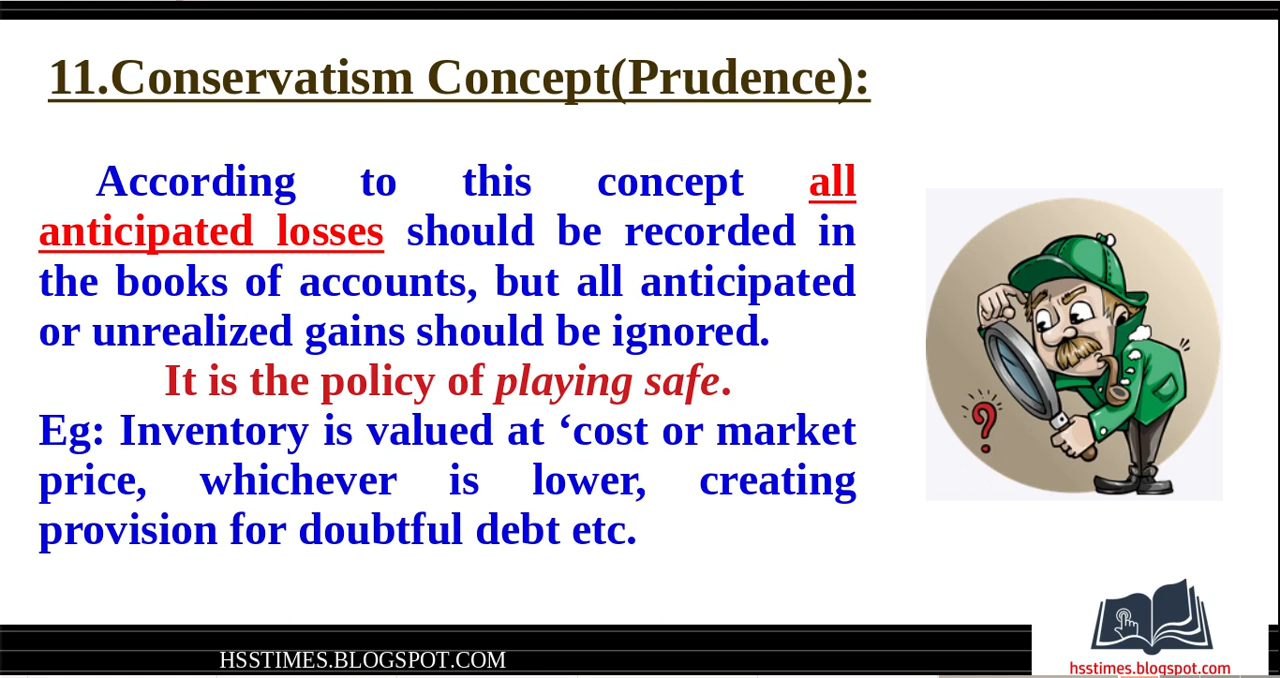 11.Conservatism Concept(Prudence):
According to this concept all
anticipated losses should be recorded in
the books of accounts, but all anticipated
or unrealized gains should be ignored.
It is the policy of playing safe.
Eg: Inventory is valued at ‘cost or market
price, whichever is lower, creating
provision for doubtful debt etc.
?
HSSTIMES.BLOGSPOT.COM
hsstimes.blogspot.com